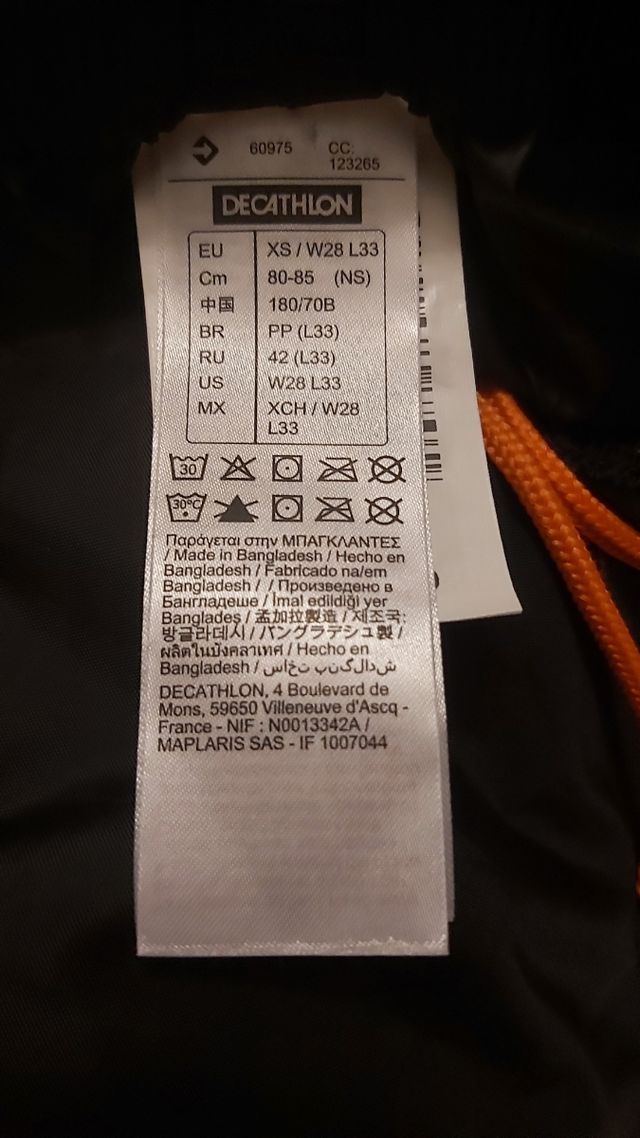 60975 CC:
123265
DECATHLON
EU XS / W28 L33
Cm 80-85 (NS)
中国 180/70B
BR PP (L33)
RU 42 (L33)
US W28 L33
MX XCH / W28
L33
30
30°C
Παράγεται στην ΜΠΑΓΚΛΑΝΤΕΣ
/ Made in Bangladesh / Hecho en
Bangladesh / Fabricado na/em
Bangladesh / / Произведено в
Бангладеше / İmal edildiği yer
Bangladeş / 孟加拉製造 / 제조국:
방글라데시 / バングラデシュ製 /
ผลิตในบังคลาเทศ / Hecho en
Bangladesh / ساخت بنگلادش
DECATHLON, 4 Boulevard de
Mons, 59650 Villeneuve d'Ascq -
France - NIF : N0013342A /
MAPLARIS SAS - IF 1007044